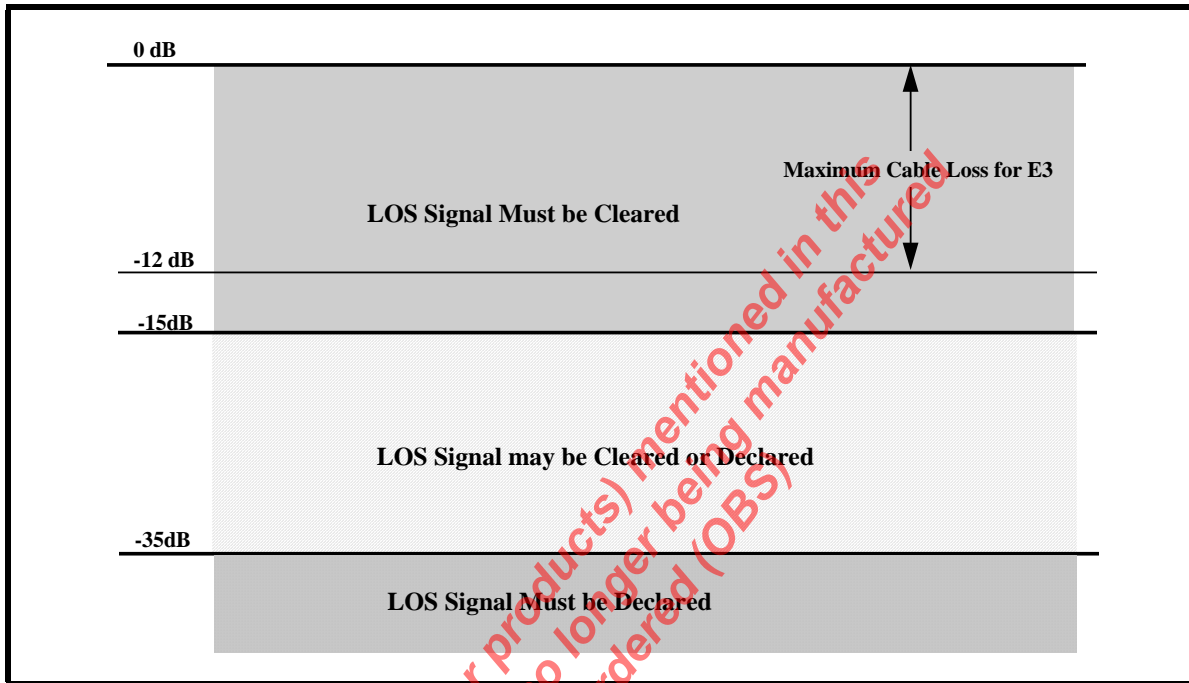 0 dB
Maximum Cable Loss for E3
LOS Signal Must be Cleared
-12 dB
-15dB
LOS Signal may be Cleared or Declared
-35dB
LOS Signal Must be Declared
products) mentioned in this
longer being manufactured
(OBS)